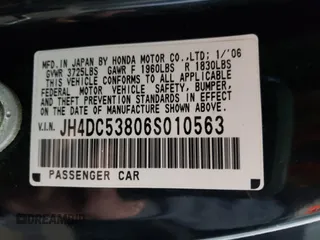 MFD. IN JAPAN BY HONDA MOTOR CO.,LTD: 1/'06
GVWR 3725LBS GAWR F 1960LBS R 1830LBS
THIS VEHICLE CONFORMS TO ALL APPLICABLE
FEDERAL MOTOR VEHICLE SAFETY, BUMPER,
AND THEFT PREVENTION STANDARDS IN EFFECT ON
THE DATE OF MANUFACTURE SHOWN ABOVE.
V.I.N. JH4DC53806S010563
PASSENGER CAR
DREAMBID